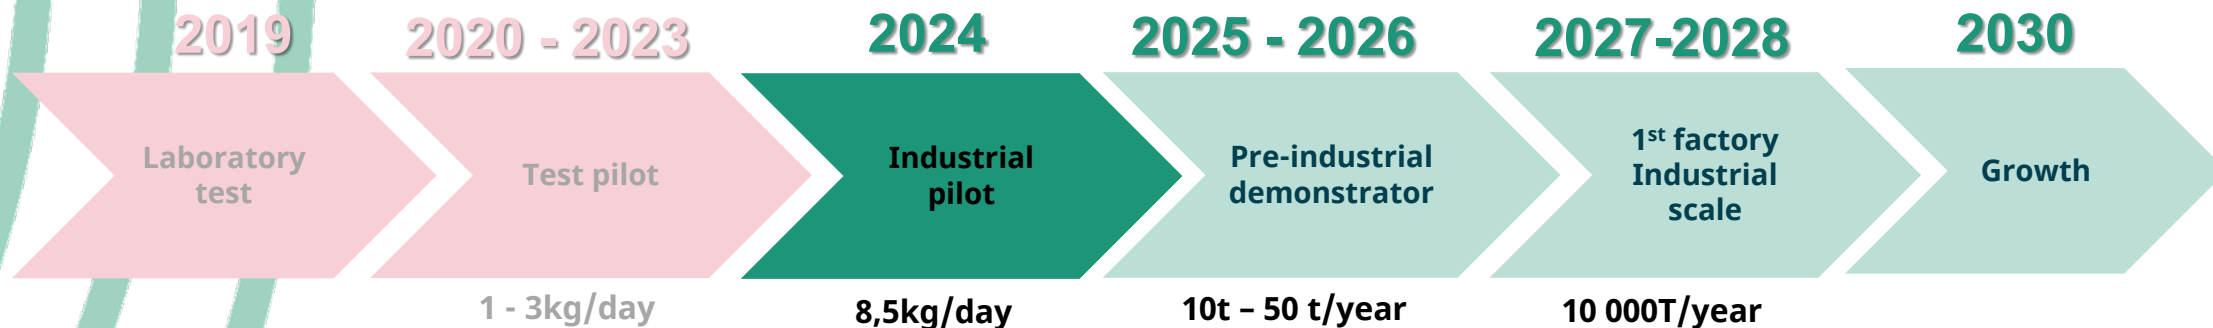 2019
2020 - 2023
2024
2025 - 2026
2027-2028
2030
Laboratory
test
Test pilot
Industrial
pilot
Pre-industrial
demonstrator
1st factory
Industrial
scale
Growth
1 - 3kg/day
8,5kg/day
10t – 50 t/year
10 000T/year